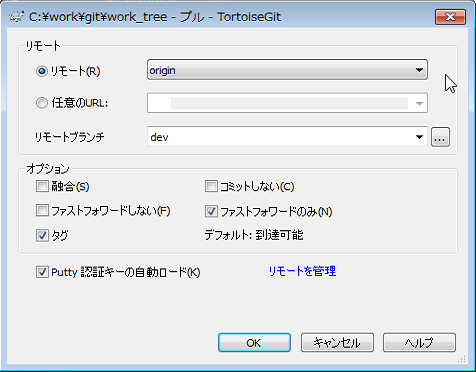 C:¥work¥git¥work_tree - プル - TortoiseGit
リモート
リモート(R)
origin
任意のURL:
リモートブランチ
dev
...
オプション
融合(S)
コミットしない(C)
ファストフォワードしない(F)
ファストフォワードのみ(N)
タグ
デフォルト: 到達可能
Putty 認証キーの自動ロード(K)
リモートを管理
OK
キャンセル
ヘルプ